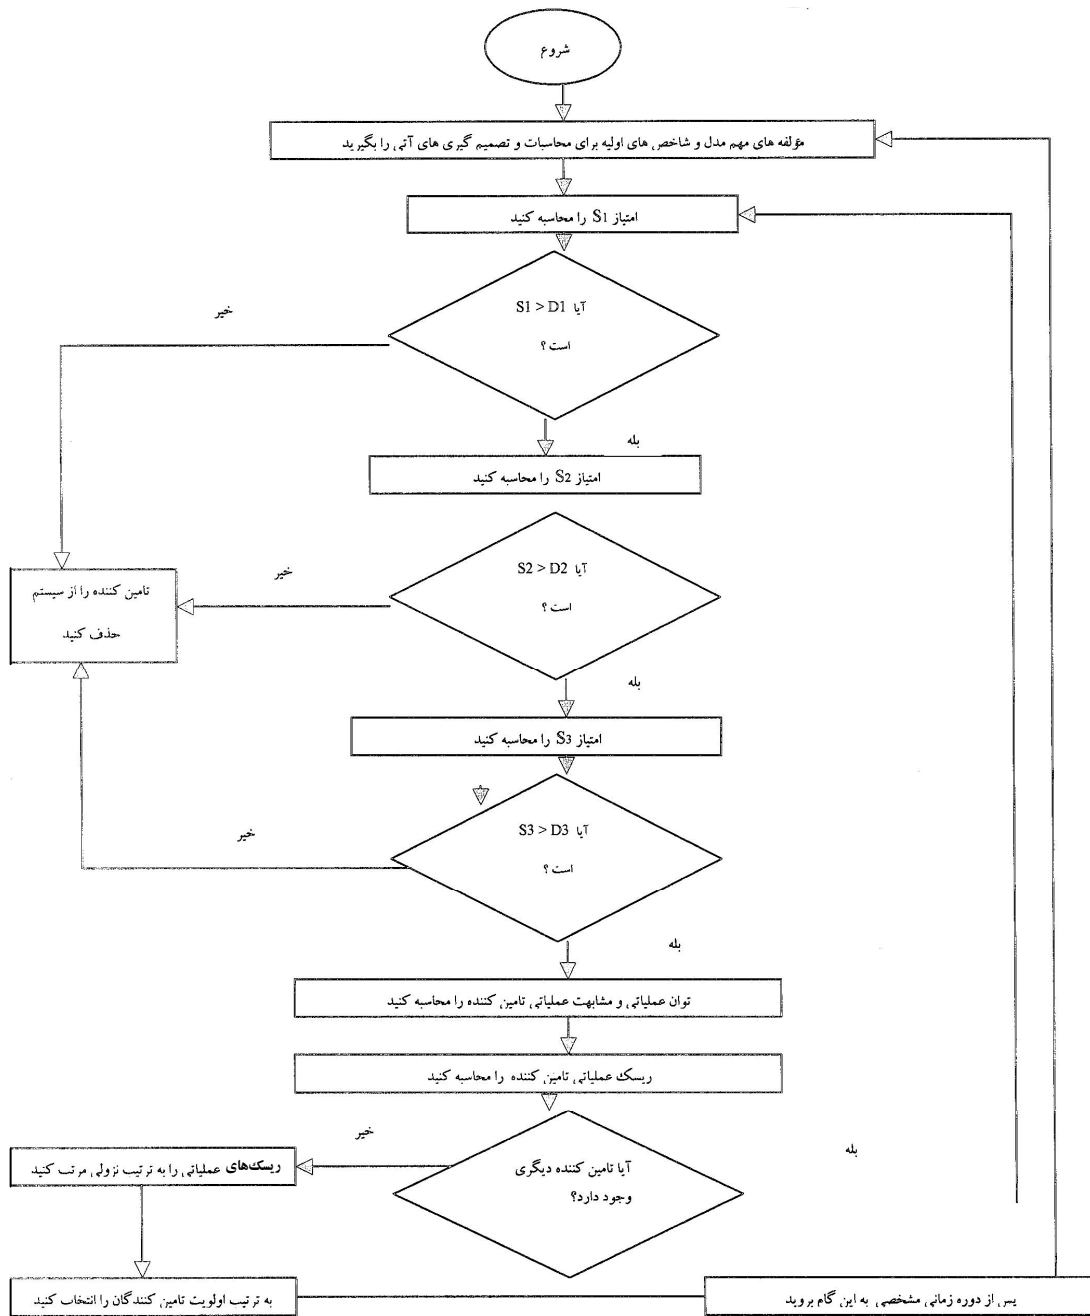 شروع
مؤلفه های مهم مدل و شاخص های اولیه برای محاسبات و تصمیم گیری های آتی را بگیرید
امتیاز S1 را محاسبه کنید
آیا S1 > D1
است ؟
خیر
بله
امتیاز S2 را محاسبه کنید
آیا S2 > D2
است ؟
خیر
تامین کننده را از سیستم
حذف کنید
بله
امتیاز S3 را محاسبه کنید
آیا S3 > D3
است ؟
خیر
بله
توان عملیاتی و مشابهت عملیاتی تامین کننده را محاسبه کنید
ریسک عملیاتی تامین کننده را محاسبه کنید
آیا تامین کننده دیگری
وجود دارد؟
خیر
بله
ریسک‌های عملیاتی را به ترتیب نزولی مرتب کنید
به ترتیب اولویت تامین کنندگان را انتخاب کنید
پس از دوره زمانی مشخصی به این گام بروید